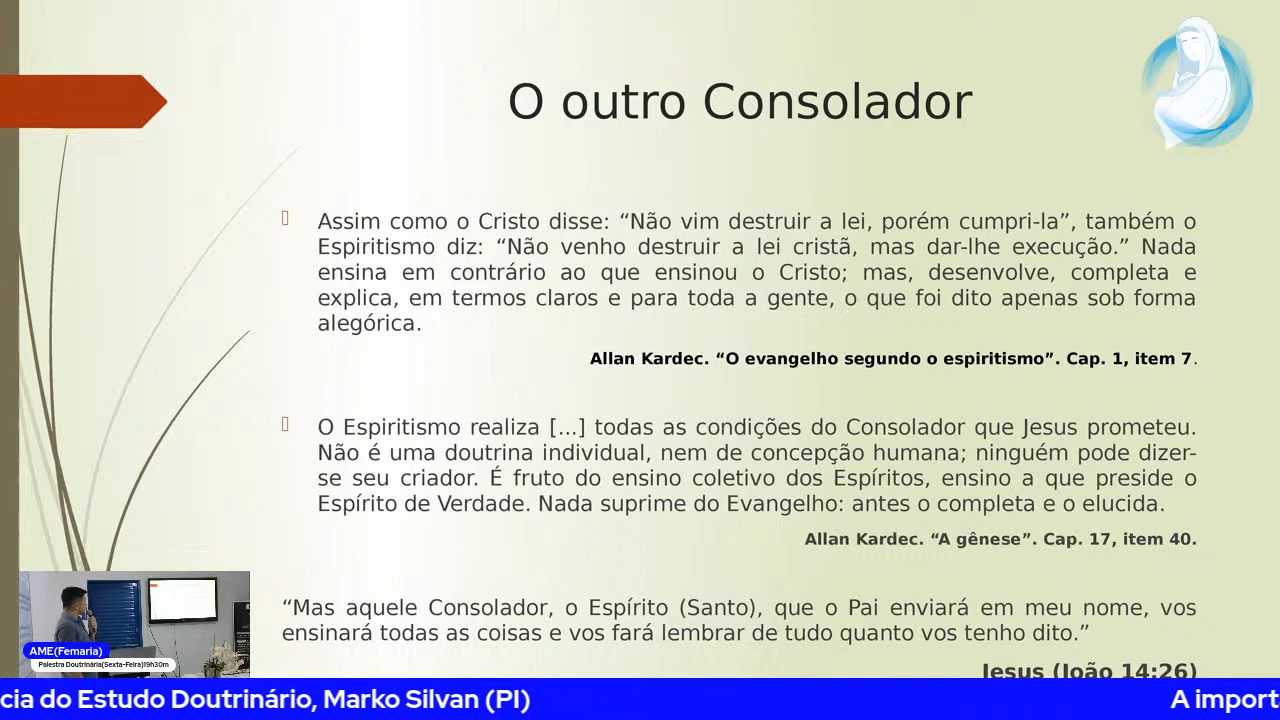 O outro Consolador
Assim como o Cristo disse: “Não vim destruir a lei, porém cumpri-la”, também o
Espiritismo diz: “Não venho destruir a lei cristã, mas dar-lhe execução.” Nada
ensina em contrário ao que ensinou o Cristo; mas, desenvolve, completa e
explica, em termos claros e para toda a gente, o que foi dito apenas sob forma
alegórica.
Allan Kardec. “O evangelho segundo o espiritismo”. Cap. 1, item 7.
O Espiritismo realiza [...] todas as condições do Consolador que Jesus prometeu.
Não é uma doutrina individual, nem de concepção humana; ninguém pode dizer-
se seu criador. É fruto do ensino coletivo dos Espíritos, ensino a que preside o
Espírito de Verdade. Nada suprime do Evangelho: antes o completa e o elucida.
Allan Kardec. “A gênese”. Cap. 17, item 40.
“Mas aquele Consolador, o Espírito (Santo), que o Pai enviará em meu nome, vos
ensinará todas as coisas e vos fará lembrar de tudo quanto vos tenho dito.”
Jesus (João 14:26)
AME(Femaria)
Palestra Doutrinária(Sexta-Feira)19h30m
cia do Estudo Doutrinário, Marko Silvan (PI)
A import